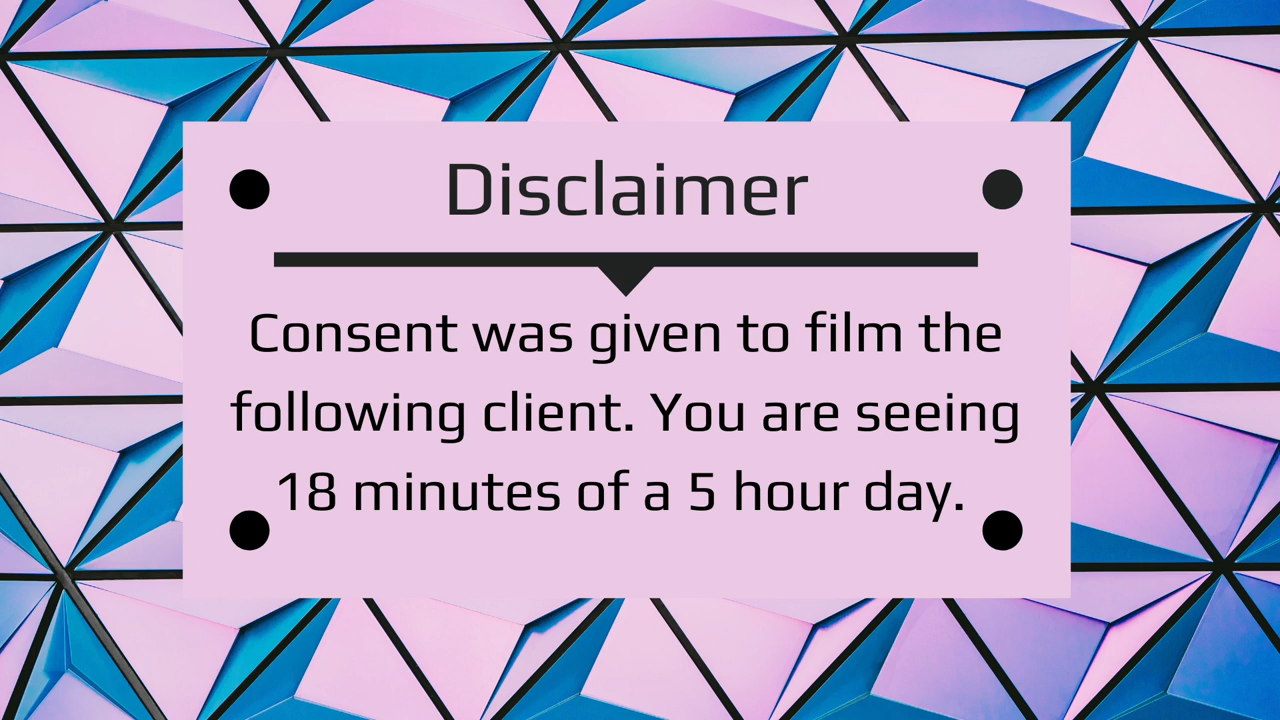 Disclaimer
Consent was given to film the
following client. You are seeing
18 minutes of a 5 hour day.